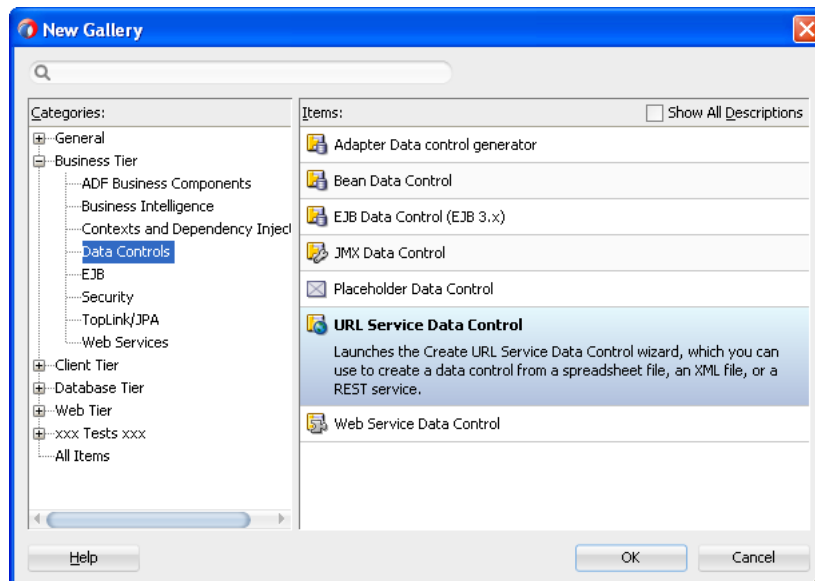 New Gallery
Categories:
General
Business Tier
ADF Business Components
Business Intelligence
Contexts and Dependency Inject
Data Controls
EJB
Security
TopLink/JPA
Web Services
Client Tier
Database Tier
Web Tier
xxx Tests xxx
All Items
Items:
Show All Descriptions
Adapter Data control generator
Bean Data Control
EJB Data Control (EJB 3.x)
JMX Data Control
Placeholder Data Control
URL Service Data Control
Launches the Create URL Service Data Control wizard, which you can
use to create a data control from a spreadsheet file, an XML file, or a
REST service.
Web Service Data Control
Help
OK
Cancel